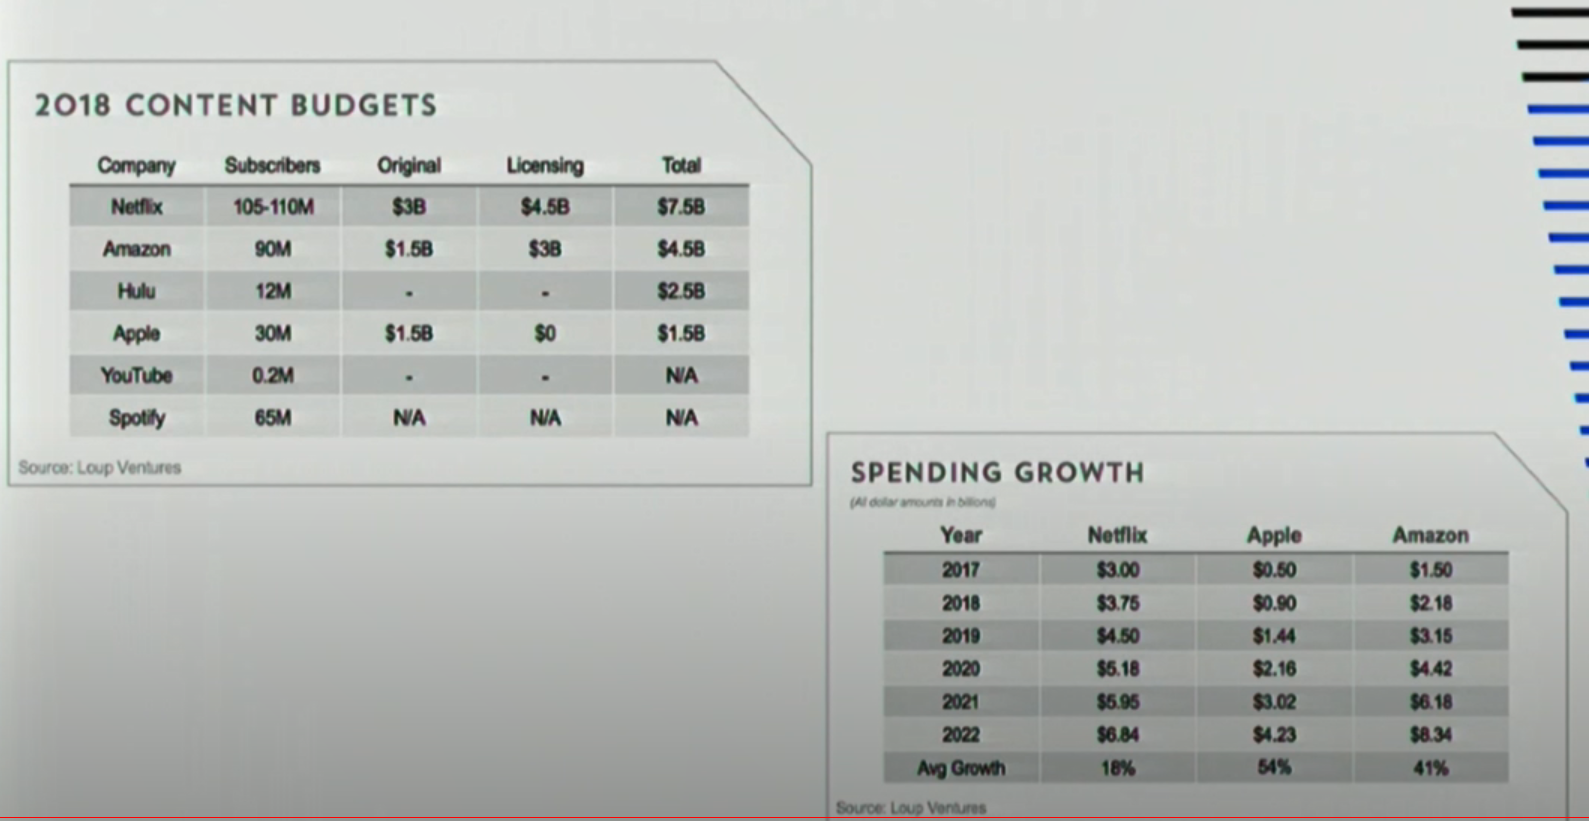 2018 CONTENT BUDGETS
Company Subscribers Original Licensing Total
Netflix 105-110M $3B $4.5B $7.5B
Amazon 90M $1.5B $3B $4.5B
Hulu 12M - - $2.5B
Apple 30M $1.5B $0 $1.5B
YouTube 0.2M - - N/A
Spotify 65M N/A N/A N/A
Source: Loup Ventures
SPENDING GROWTH
(All dollar amounts in billions)
Year Netflix Apple Amazon
2017 $3.00 $0.50 $1.50
2018 $3.75 $0.90 $2.18
2019 $4.50 $1.44 $3.15
2020 $5.18 $2.16 $4.42
2021 $5.95 $3.02 $6.18
2022 $6.84 $4.23 $8.34
Avg Growth 18% 54% 41%
Source: Loup Ventures